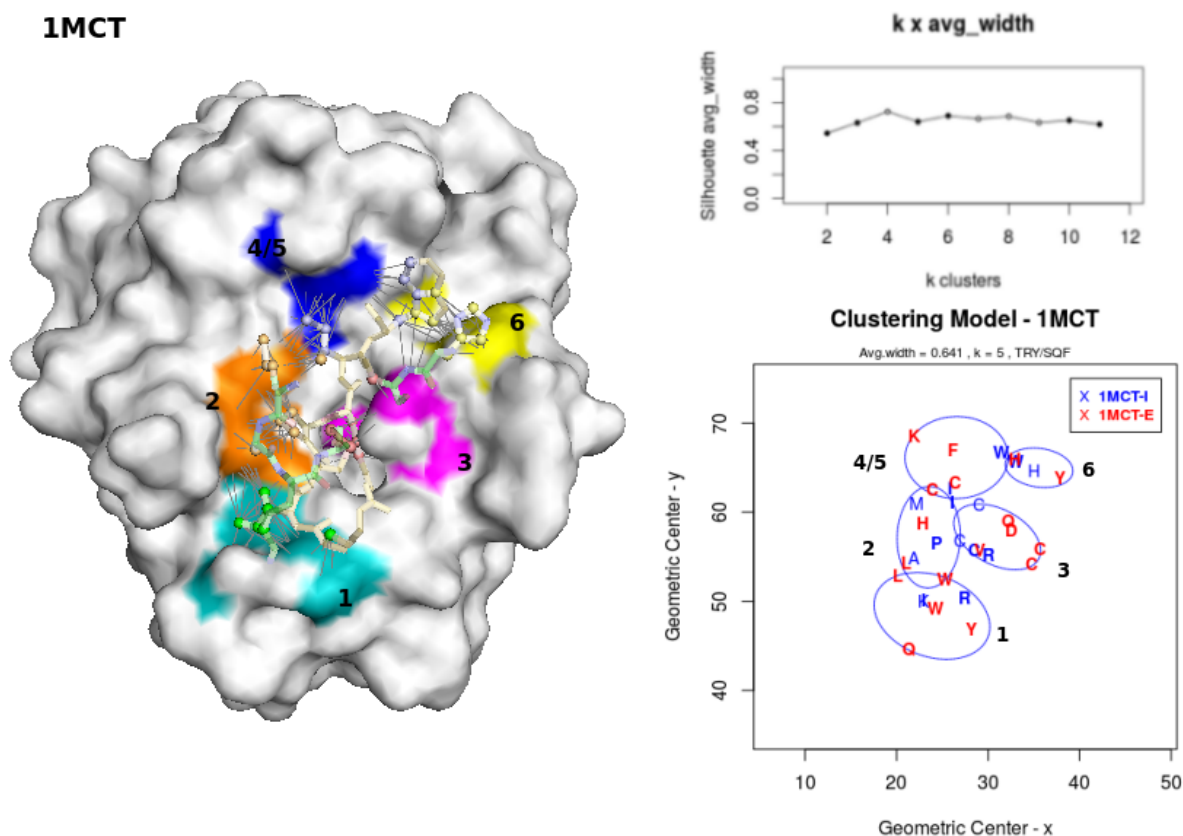 1MCT
4/5
6
2
3
1
k x avg_width
Silhouette avg_width
0.8
0.4
0.0
2 4 6 8 10 12
k clusters
Clustering Model - 1MCT
Avg.width = 0.641 , k = 5 , TRY/SQF
X 1MCT-I
X 1MCT-E
Geometric Center - y
70
60
50
40
K F W W H Y
4/5
6
C C I
M C
H Q D
2
P C C V R C
A L C
3
L W
K W R
Y
1
Q
10 20 30 40 50
Geometric Center - x